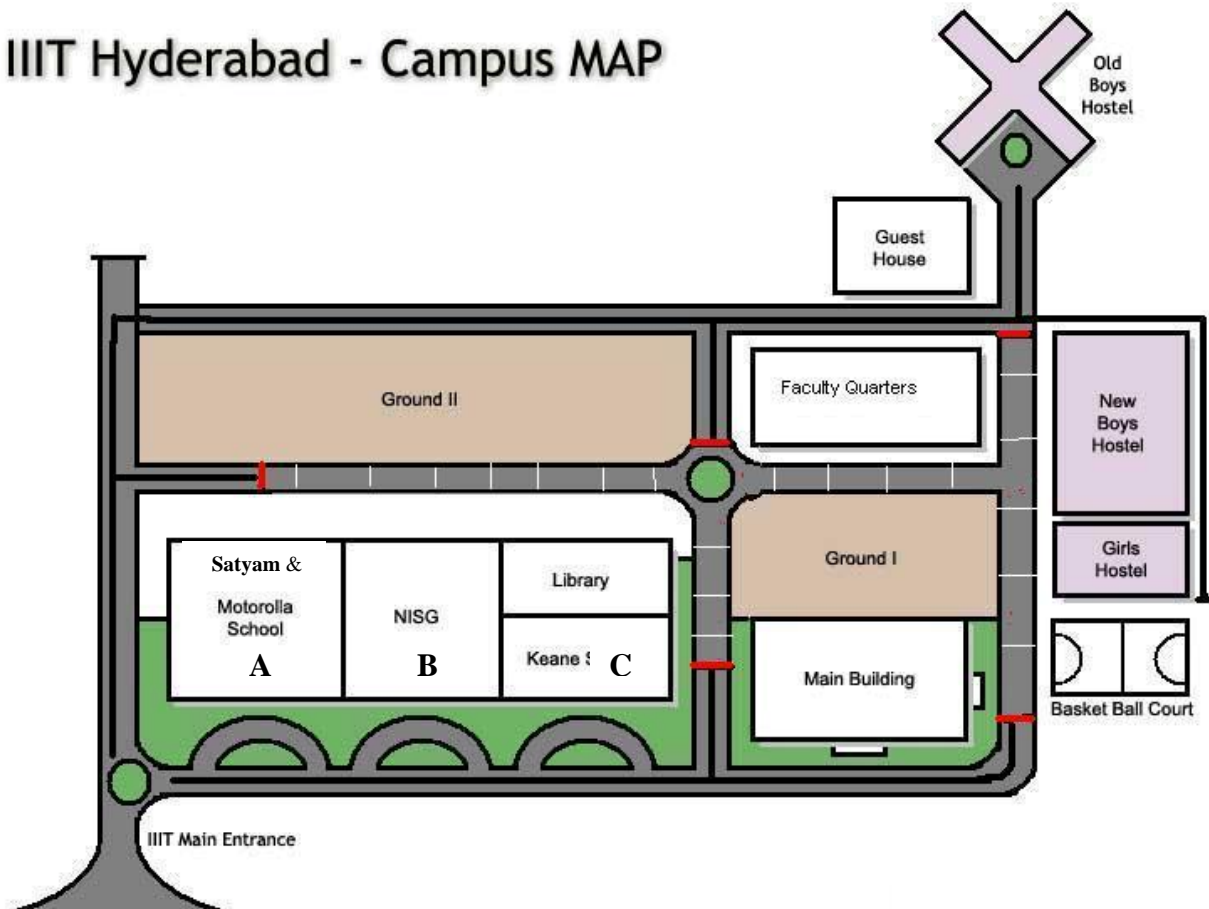 IIIT Hyderabad - Campus MAP
Old
Boys
Hostel
Guest
House
Ground II
Faculty Quarters
New
Boys
Hostel
Satyam &
Motorolla
School
A
NISG
B
Library
Keane
C
Ground I
Girls
Hostel
Main Building
Basket Ball Court
IIIT Main Entrance